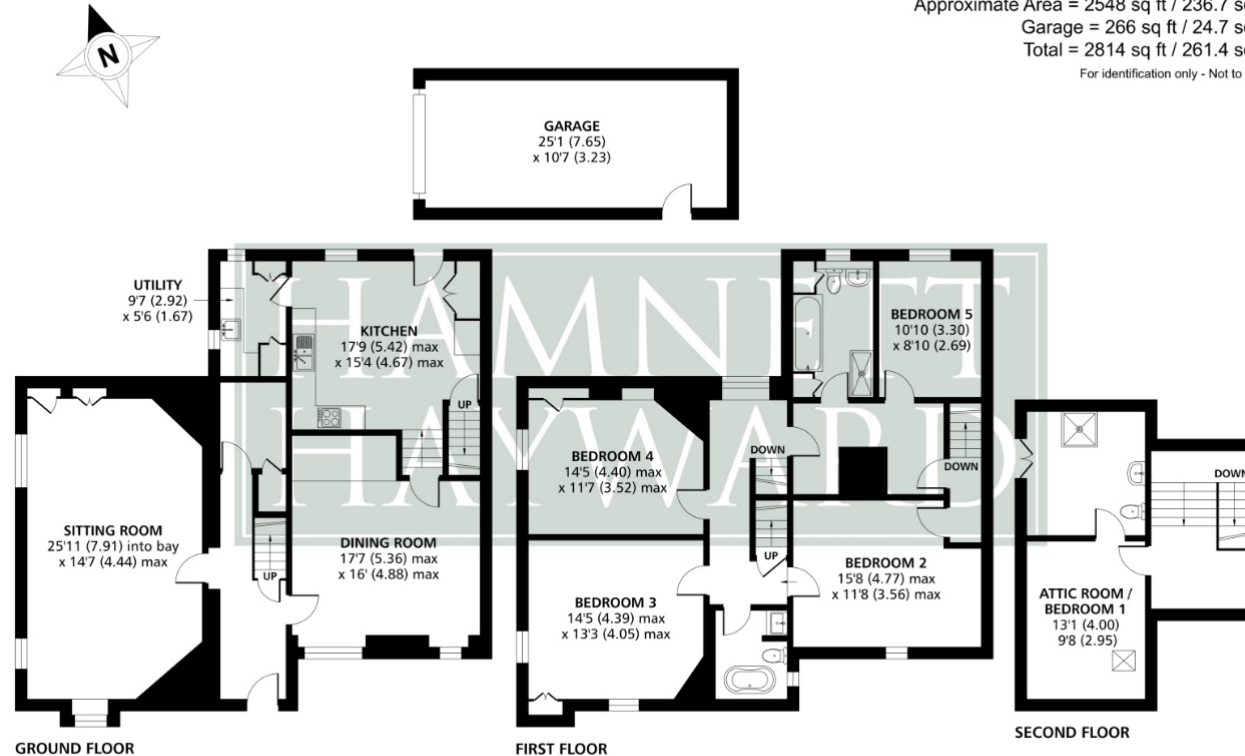 Approximate Area = 2548 sq ft / 236.7 s
Garage = 266 sq ft / 24.7 s
Total = 2814 sq ft / 261.4 s
For identification only - Not to
N
GARAGE
25'1 (7.65)
x 10'7 (3.23)
HAMNETT
HAYWARD
UTILITY
9'7 (2.92)
x 5'6 (1.67)
KITCHEN
17'9 (5.42) max
x 15'4 (4.67) max
UP
SITTING ROOM
25'11 (7.91) into bay
x 14'7 (4.44) max
UP
DINING ROOM
17'7 (5.36) max
x 16' (4.88) max
GROUND FLOOR
BEDROOM 5
10'10 (3.30)
x 8'10 (2.69)
BEDROOM 4
14'5 (4.40) max
x 11'7 (3.52) max
DOWN
DOWN
UP
BEDROOM 2
15'8 (4.77) max
x 11'8 (3.56) max
BEDROOM 3
14'5 (4.39) max
x 13'3 (4.05) max
FIRST FLOOR
DOWN
ATTIC ROOM /
BEDROOM 1
13'1 (4.00)
9'8 (2.95)
SECOND FLOOR